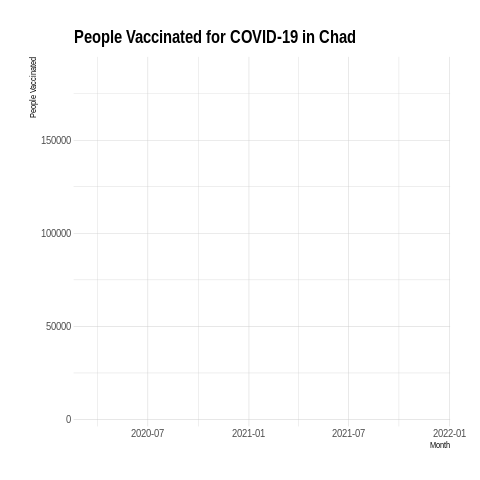 People Vaccinated for COVID-19 in Chad
People Vaccinated
150000
100000
50000
0
2020-07 2021-01 2021-07 2022-01
Month